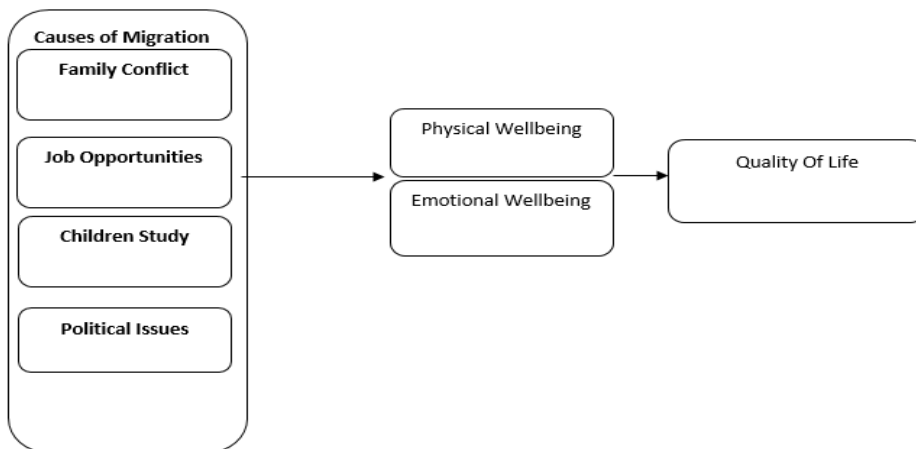 Causes of Migration
Family Conflict
Job Opportunities
Children Study
Political Issues
Physical Wellbeing
Emotional Wellbeing
Quality Of Life